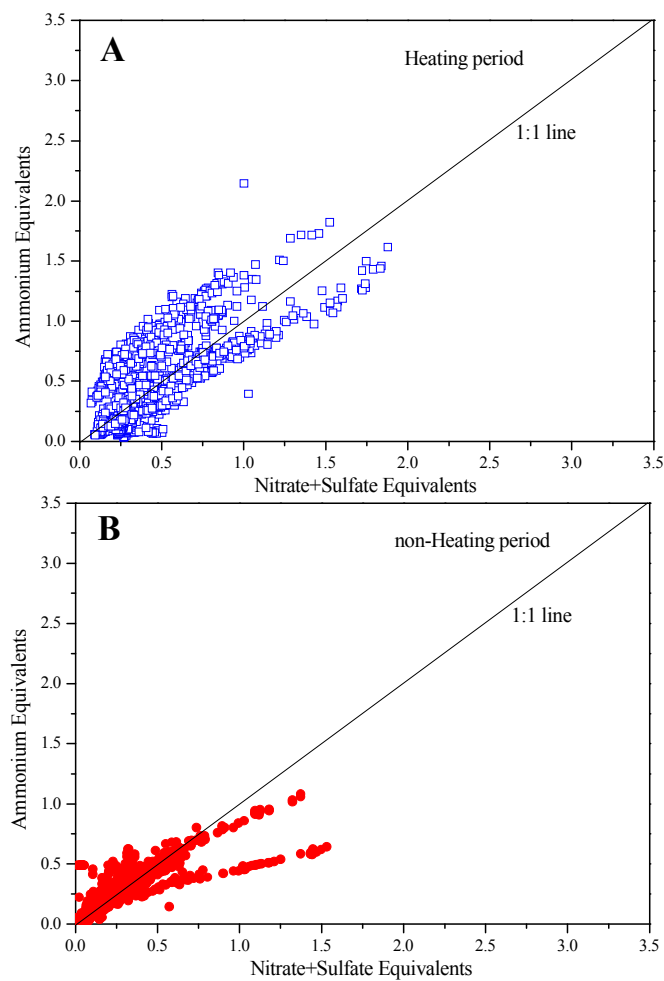 A
Heating period
1:1 line
Ammonium Equivalents
3.5
3.0
2.5
2.0
1.5
1.0
0.5
0.0
0.0 0.5 1.0 1.5 2.0 2.5 3.0 3.5
Nitrate+Sulfate Equivalents
B
non-Heating period
1:1 line
Ammonium Equivalents
3.5
3.0
2.5
2.0
1.5
1.0
0.5
0.0
0.0 0.5 1.0 1.5 2.0 2.5 3.0 3.5
Nitrate+Sulfate Equivalents